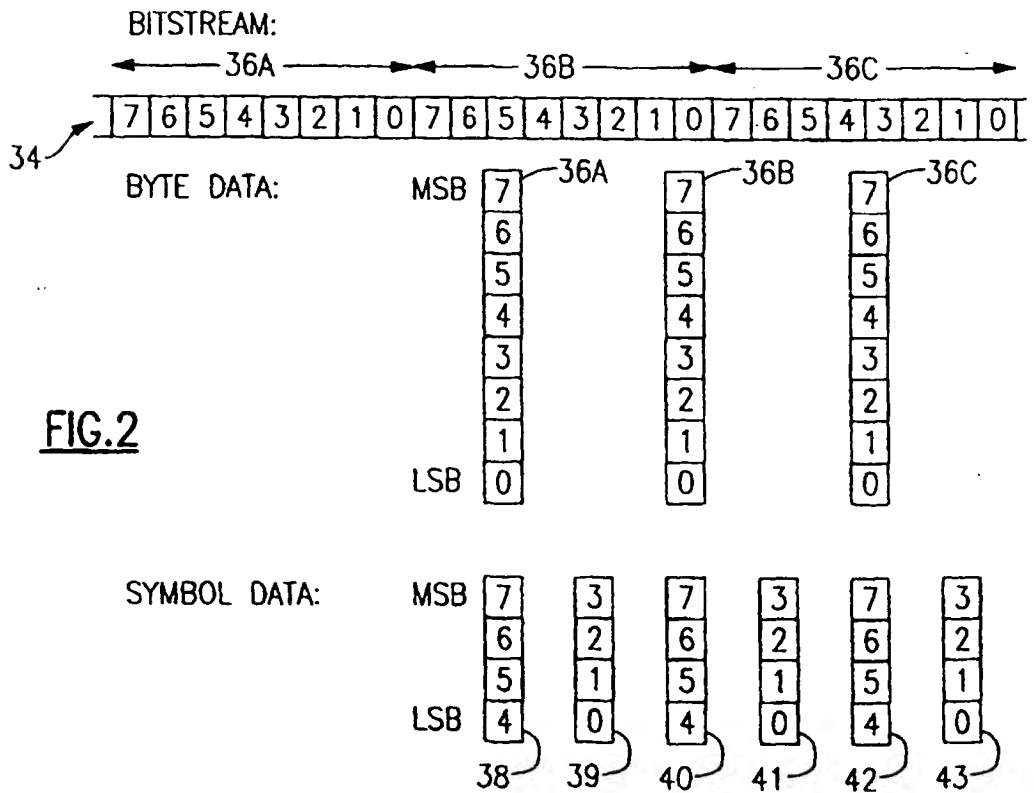 BITSTREAM:
36A 36B 36C
7 6 5 4 3 2 1 0 7 6 5 4 3 2 1 0 7 6 5 4 3 2 1 0
34
BYTE DATA: MSB 7 36A 7 36B 7 36C
6 6 6
5 5 5
4 4 4
3 3 3
2 2 2
FIG.2
1 1 1
LSB 0 0 0
SYMBOL DATA: MSB 7 3 7 3 7 3
6 2 6 2 6 2
5 1 5 1 5 1
LSB 4 0 4 0 4 0
38 39 40 41 42 43